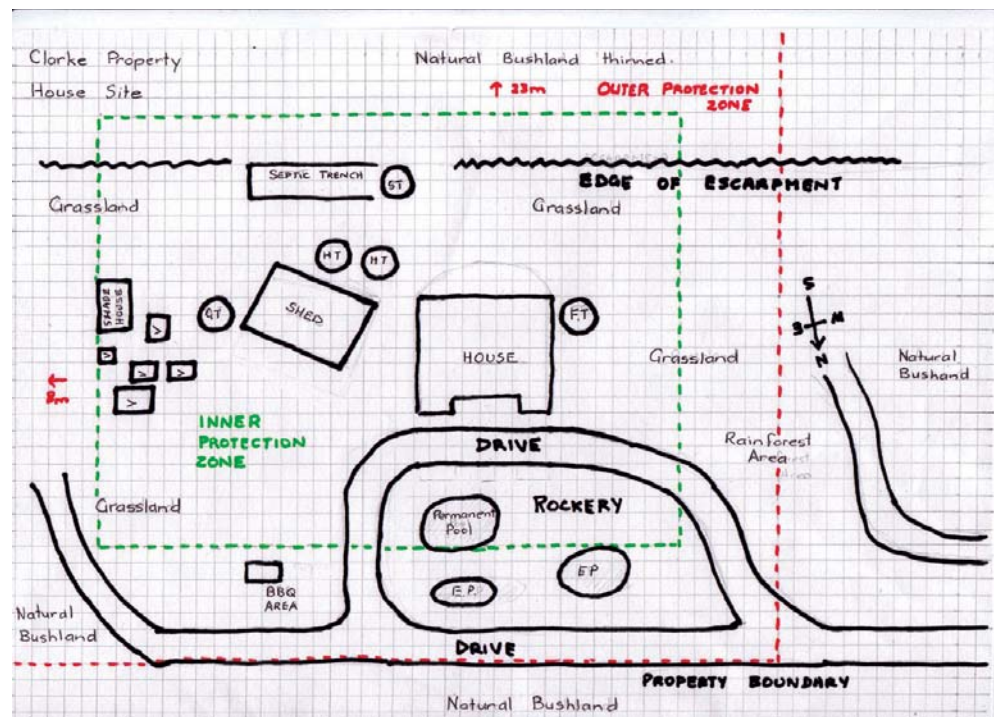 Clorke Property
House Site
Natural Bushland thinned.
↑ 23m
OUTER PROTECTION
ZONE
SEPTIC TRENCH
ST
EDGE OF ESCARPMENT
Grassland
Grassland
HT
HT
SHADE
HOUSE
GT
SHED
F.T
HOUSE
Grassland
S
M
N
Natural
Bushand
V
V
V
V
V
←
8m
INNER
PROTECTION
ZONE
DRIVE
Rainforest
Area
Grassland
Permanent
Pool
ROCKERY
BBQ
AREA
E.P.
EP
Natural
Bushland
DRIVE
PROPERTY BOUNDARY
Natural Bushland